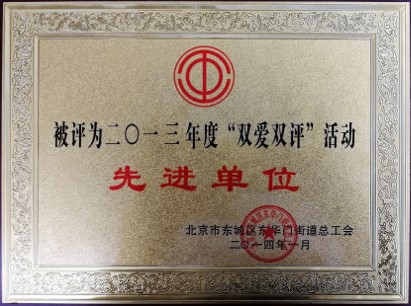 被评为二〇一三年度“双爱双评”活动
先进单位
北京市东城区东华门街道总工会
二〇一四年一月